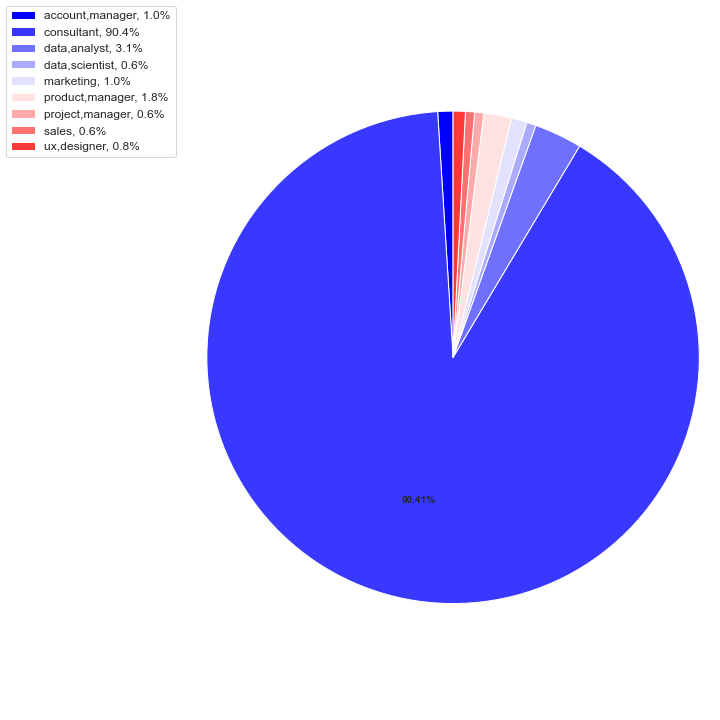 account,manager, 1.0%
consultant, 90.4%
data,analyst, 3.1%
data,scientist, 0.6%
marketing, 1.0%
product,manager, 1.8%
project,manager, 0.6%
sales, 0.6%
ux,designer, 0.8%
90.41%